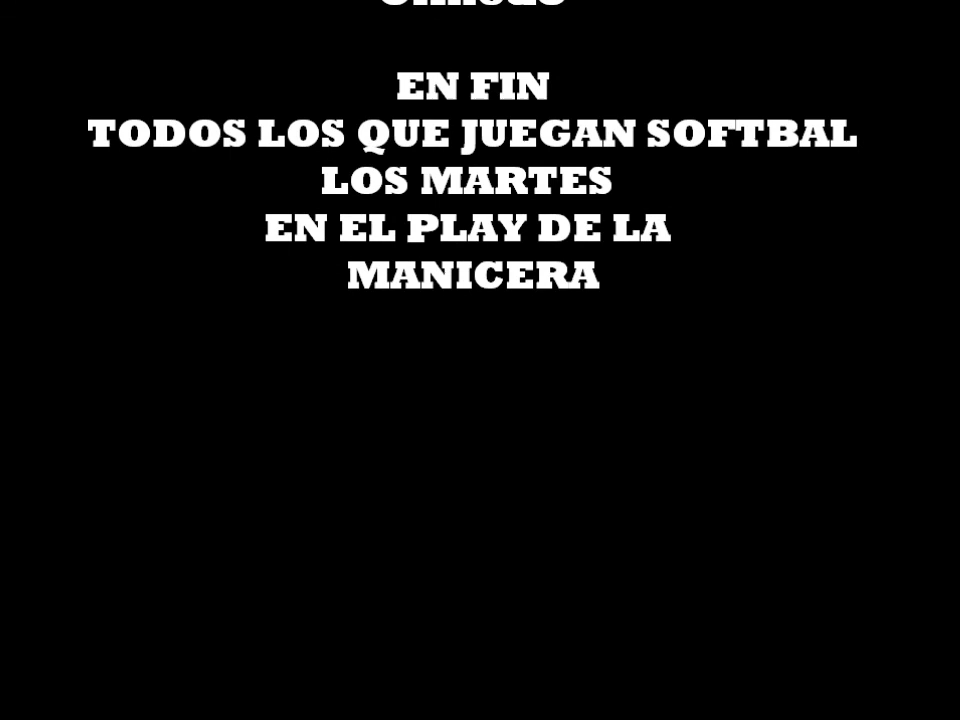 EN FIN
TODOS LOS QUE JUEGAN SOFTBAL
LOS MARTES
EN EL PLAY DE LA
MANICERA